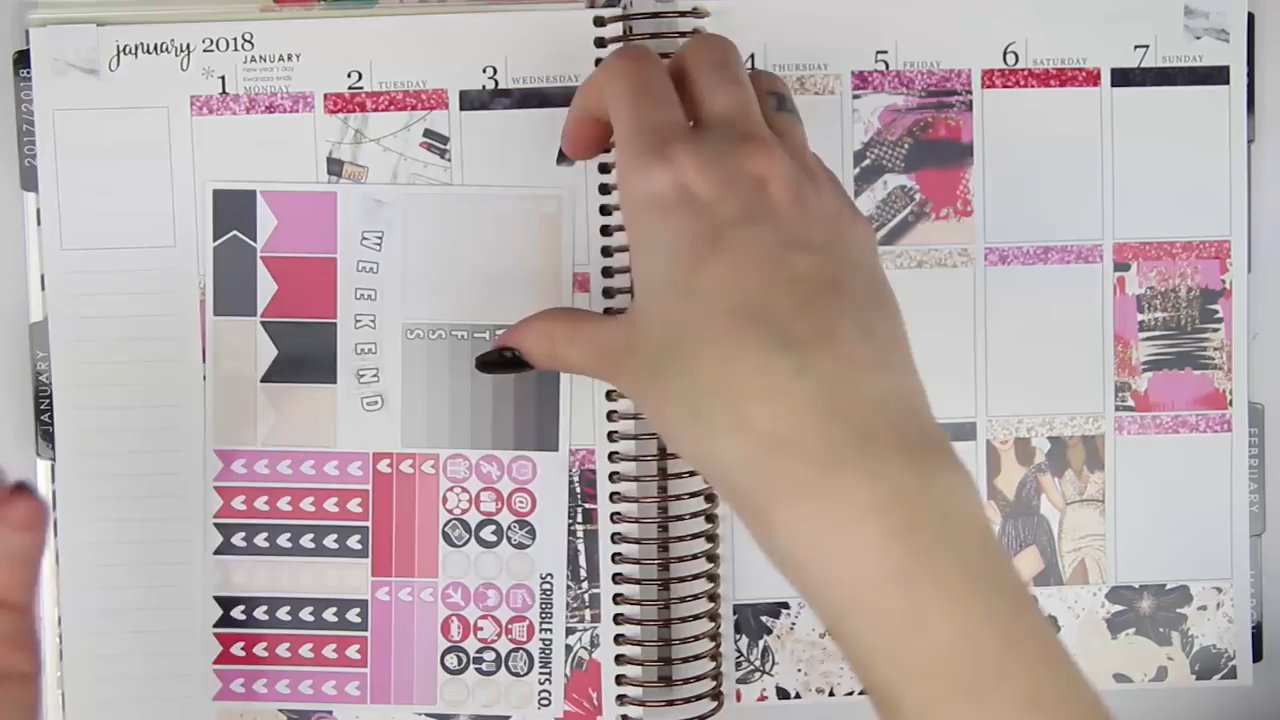 january 2018
JANUARY
new year's day
kwanzaa ends
*1 MONDAY
2 TUESDAY
3 WEDNESDAY
4 THURSDAY
5 FRIDAY
6 SATURDAY
7 SUNDAY
2017/2018
JANUARY
WEEKEND
T F S S
@
SCRIBBLE PRINTS CO.
FEBRUARY